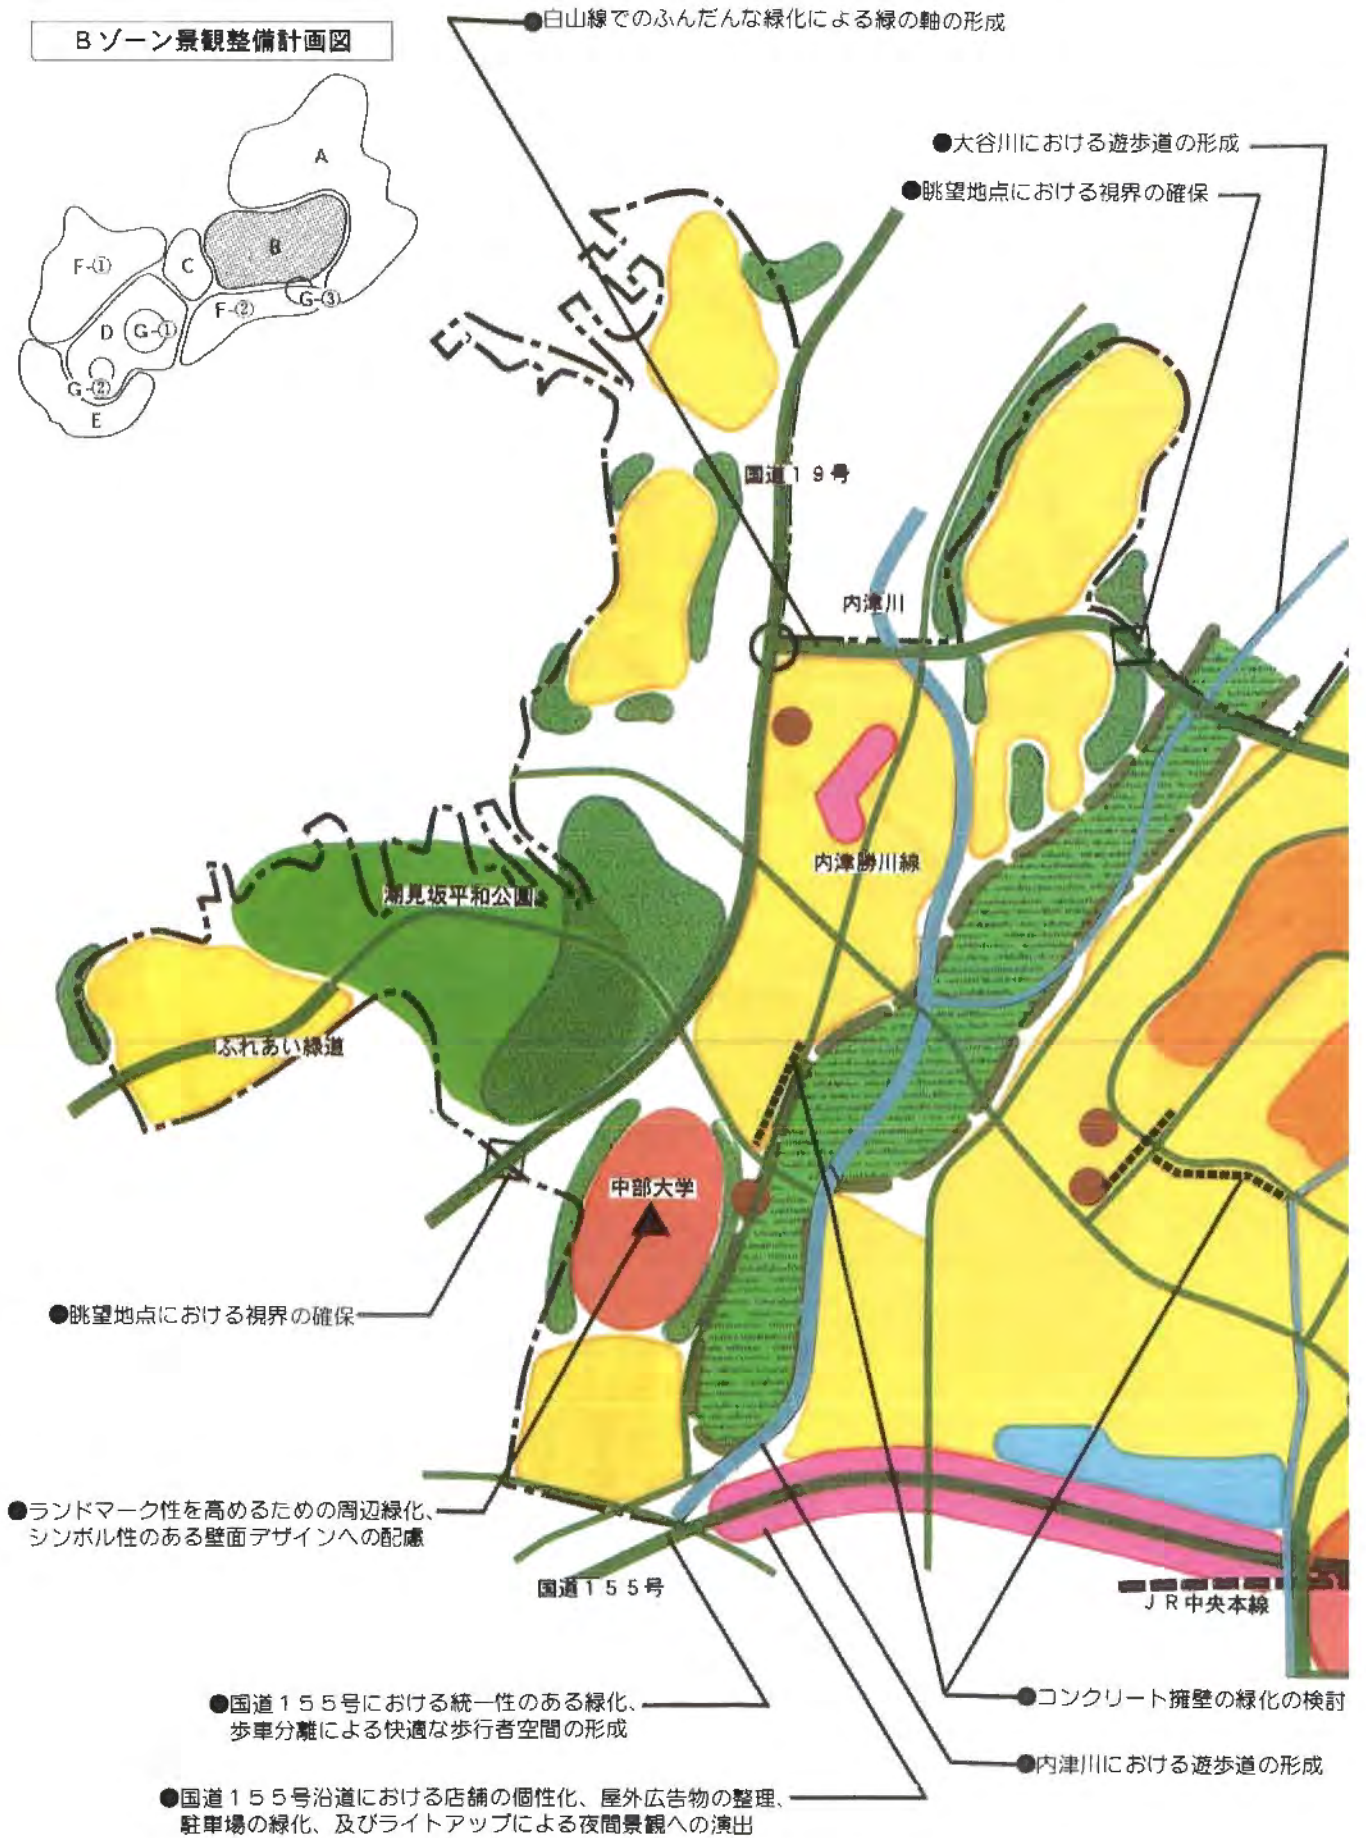 Bゾーン景観整備計画図
●白山線でのふんだんな緑化による緑の軸の形成
●大谷川における遊歩道の形成
●眺望地点における視界の確保
A
B
C
F-①
F-②
G-③
D
G-①
G-②
E
国道19号
内津川
内津勝川線
潮見坂平和公園
ふれあい緑道
中部大学
●眺望地点における視界の確保
●ランドマーク性を高めるための周辺緑化、
シンボル性のある壁面デザインへの配慮
国道155号
JR中央本線
●国道155号における統一性のある緑化、
歩車分離による快適な歩行者空間の形成
●コンクリート擁壁の緑化の検討
●内津川における遊歩道の形成
●国道155号沿道における店舗の個性化、屋外広告物の整理、
駐車場の緑化、及びライトアップによる夜間景観への演出